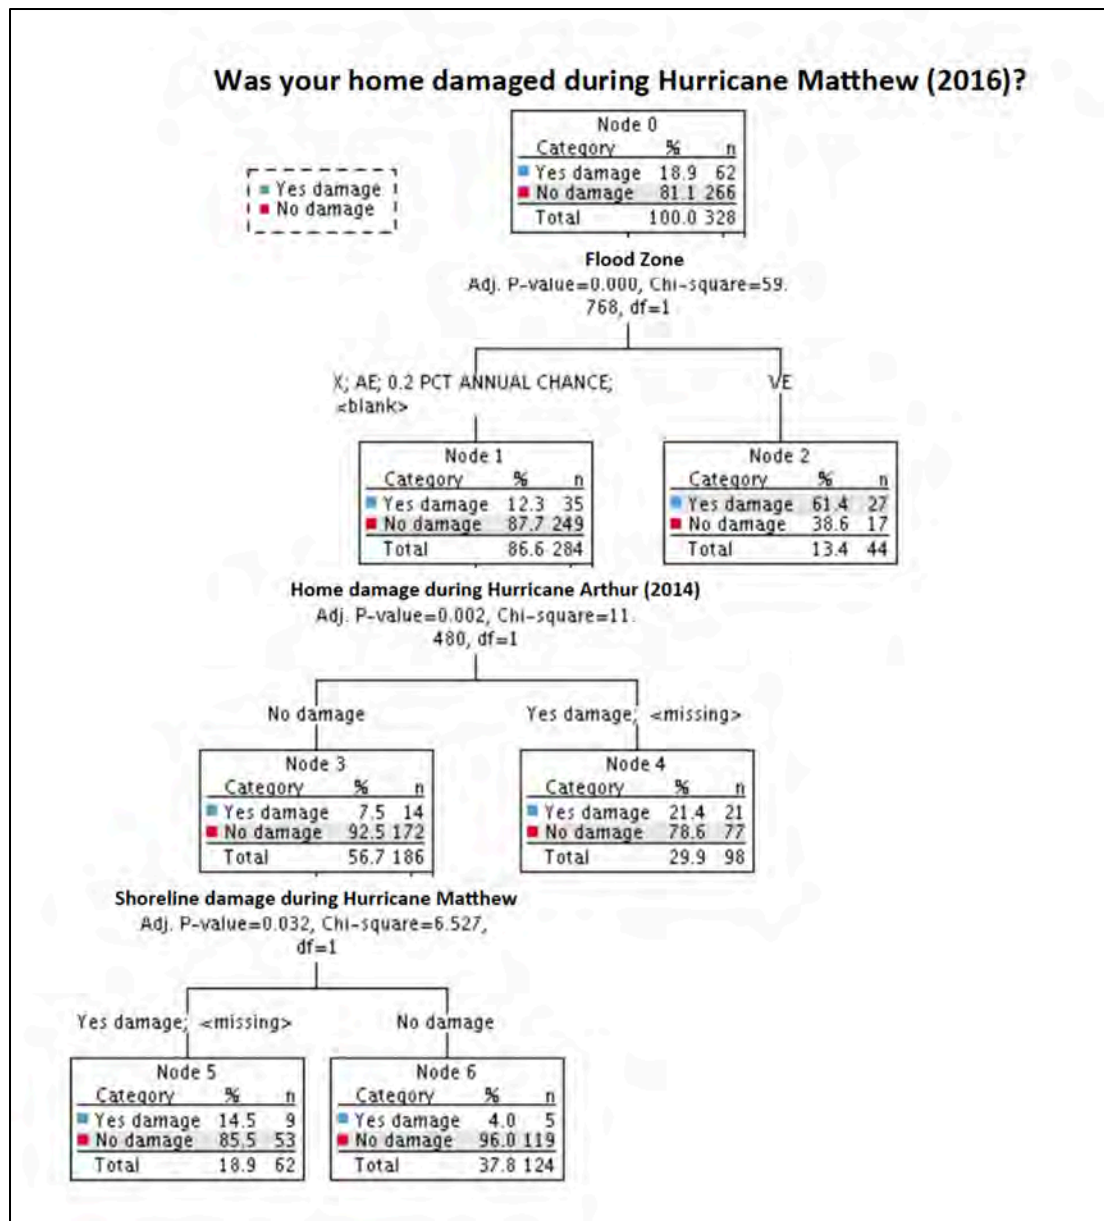 Was your home damaged during Hurricane Matthew (2016)?
Yes damage
No damage
Node 0
Category % n
Yes damage 18.9 62
No damage 81.1 266
Total 100.0 328
Flood Zone
Adj. P-value=0.000, Chi-square=59.
768, df=1
X; AE; 0.2 PCT ANNUAL CHANCE;
<blank>
VE
Node 1
Category % n
Yes damage 12.3 35
No damage 87.7 249
Total 86.6 284
Node 2
Category % n
Yes damage 61.4 27
No damage 38.6 17
Total 13.4 44
Home damage during Hurricane Arthur (2014)
Adj. P-value=0.002, Chi-square=11.
480, df=1
No damage
Yes damage; <missing>
Node 3
Category % n
Yes damage 7.5 14
No damage 92.5 172
Total 56.7 186
Node 4
Category % n
Yes damage 21.4 21
No damage 78.6 77
Total 29.9 98
Shoreline damage during Hurricane Matthew
Adj. P-value=0.032, Chi-square=6.527,
df=1
Yes damage; <missing>
No damage
Node 5
Category % n
Yes damage 14.5 9
No damage 85.5 53
Total 18.9 62
Node 6
Category % n
Yes damage 4.0 5
No damage 96.0 119
Total 37.8 124